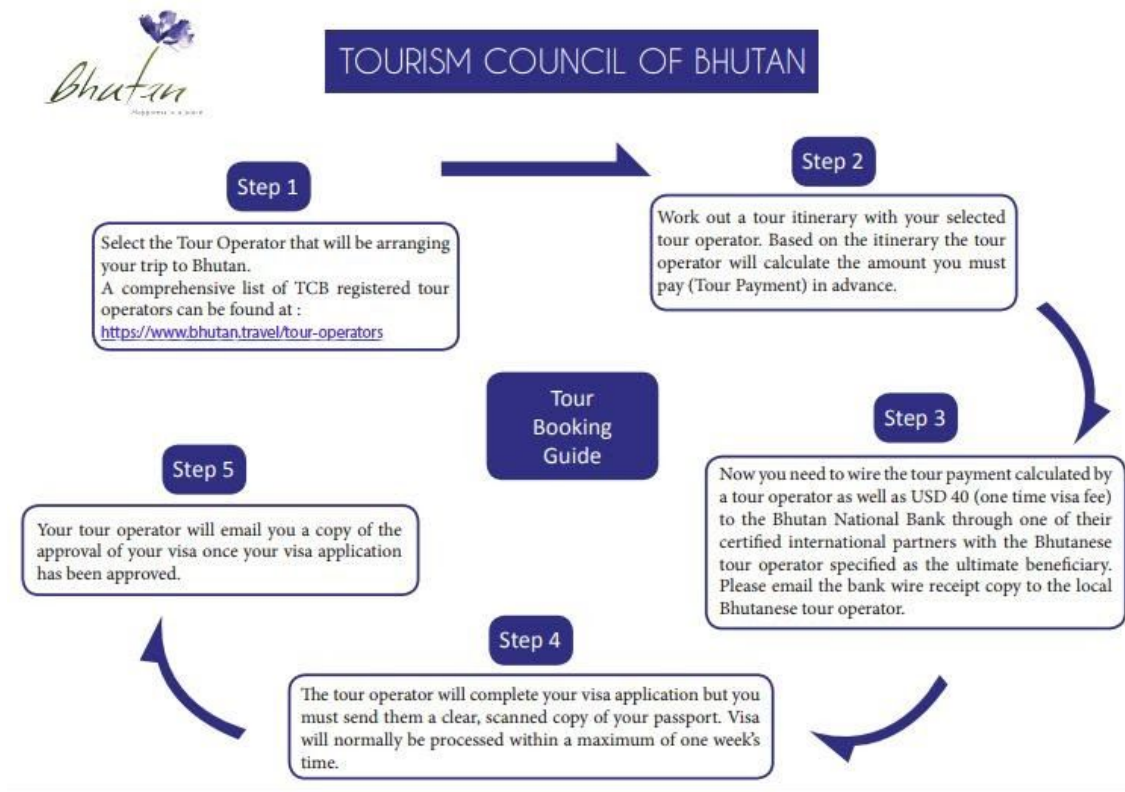 Bhutan
Happiness is a place
TOURISM COUNCIL OF BHUTAN
Step 1
Select the Tour Operator that will be arranging
your trip to Bhutan.
A comprehensive list of TCB registered tour
operators can be found at :
https://www.bhutan.travel/tour-operators
Step 2
Work out a tour itinerary with your selected
tour operator. Based on the itinerary the tour
operator will calculate the amount you must
pay (Tour Payment) in advance.
Tour
Booking
Guide
Step 3
Now you need to wire the tour payment calculated by
a tour operator as well as USD 40 (one time visa fee)
to the Bhutan National Bank through one of their
certified international partners with the Bhutanese
tour operator specified as the ultimate beneficiary.
Please email the bank wire receipt copy to the local
Bhutanese tour operator.
Step 4
The tour operator will complete your visa application but you
must send them a clear, scanned copy of your passport. Visa
will normally be processed within a maximum of one week's
time.
Step 5
Your tour operator will email you a copy of the
approval of your visa once your visa application
has been approved.